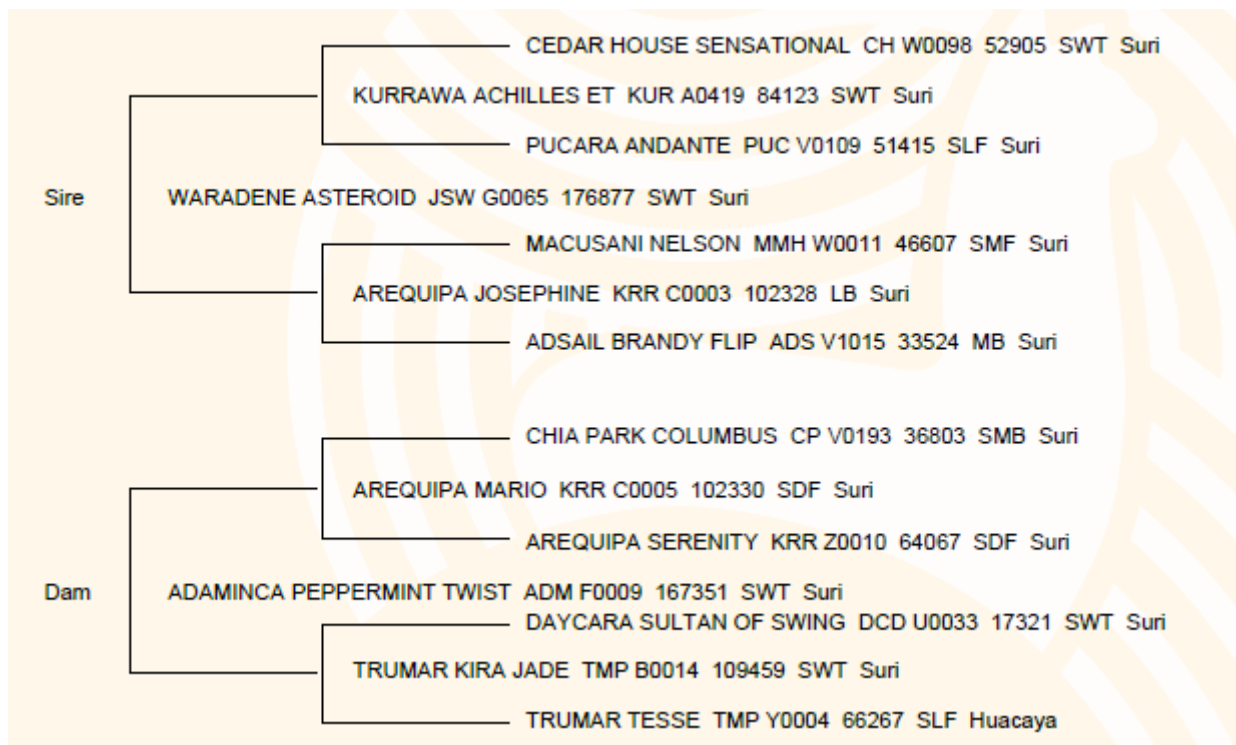 CEDAR HOUSE SENSATIONAL CH W0098 52905 SWT Suri
KURRAWA ACHILLES ET KUR A0419 84123 SWT Suri
PUCARA ANDANTE PUC V0109 51415 SLF Suri
Sire WARADENE ASTEROID JSW G0065 176877 SWT Suri
MACUSANI NELSON MMH W0011 46607 SMF Suri
AREQUIPA JOSEPHINE KRR C0003 102328 LB Suri
ADSAIL BRANDY FLIP ADS V1015 33524 MB Suri
CHIA PARK COLUMBUS CP V0193 36803 SMB Suri
AREQUIPA MARIO KRR C0005 102330 SDF Suri
AREQUIPA SERENITY KRR Z0010 64067 SDF Suri
Dam ADAMINCA PEPPERMINT TWIST ADM F0009 167351 SWT Suri
DAYCARA SULTAN OF SWING DCD U0033 17321 SWT Suri
TRUMAR KIRA JADE TMP B0014 109459 SWT Suri
TRUMAR TESSE TMP Y0004 66267 SLF Huacaya